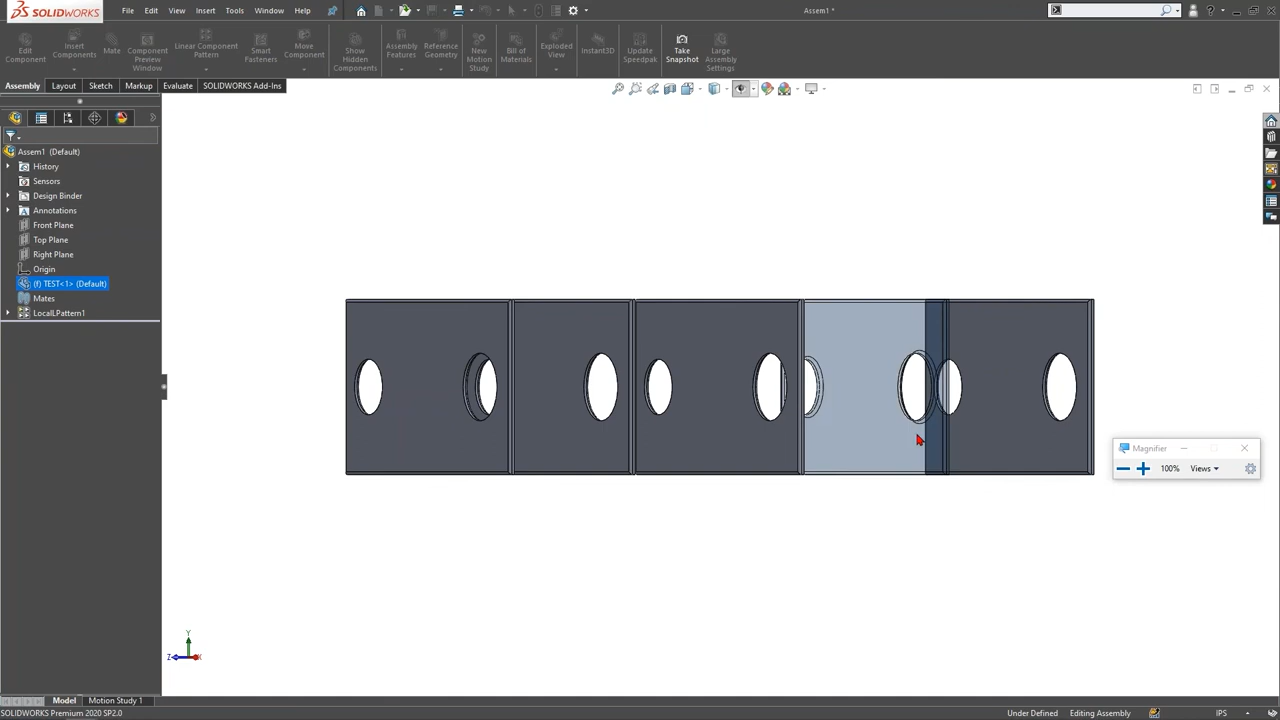 SOLIDWORKS File Edit View Insert Tools Window Help Assem1 *
Edit Component
Insert Components
Mate
Component Preview Window
Linear Component Pattern
Smart Fasteners
Move Component
Show Hidden Components
Assembly Features
Reference Geometry
New Motion Study
Bill of Materials
Exploded View
Instant3D
Update Speedpak
Take Snapshot
Large Assembly Settings
Assembly Layout Sketch Markup Evaluate SOLIDWORKS Add-Ins
Assem1 (Default)
History
Sensors
Design Binder
Annotations
Front Plane
Top Plane
Right Plane
Origin
(f) TEST<1> (Default)
Mates
LocalLPattern1
Magnifier
100% Views
Y
Z X
Model Motion Study 1
SOLIDWORKS Premium 2020 SP2.0 Under Defined Editing Assembly IPS